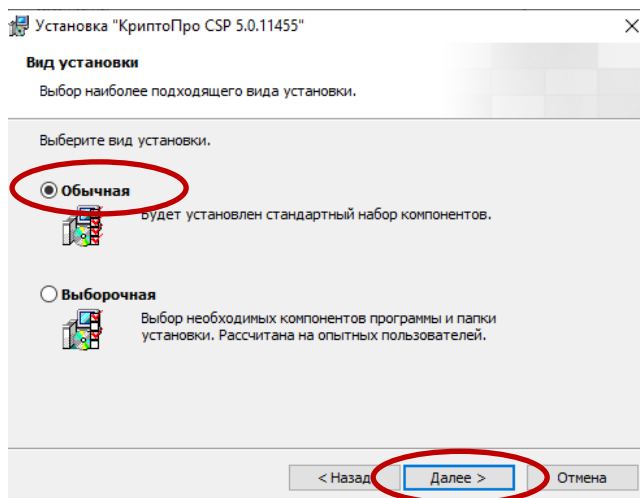 Установка "КриптоПро CSP 5.0.11455"
Вид установки
Выбор наиболее подходящего вида установки.
Выберите вид установки.
Обычная
Будет установлен стандартный набор компонентов.
Выборочная
Выбор необходимых компонентов программы и папки
установки. Рассчитана на опытных пользователей.
< Назад Далее > Отмена